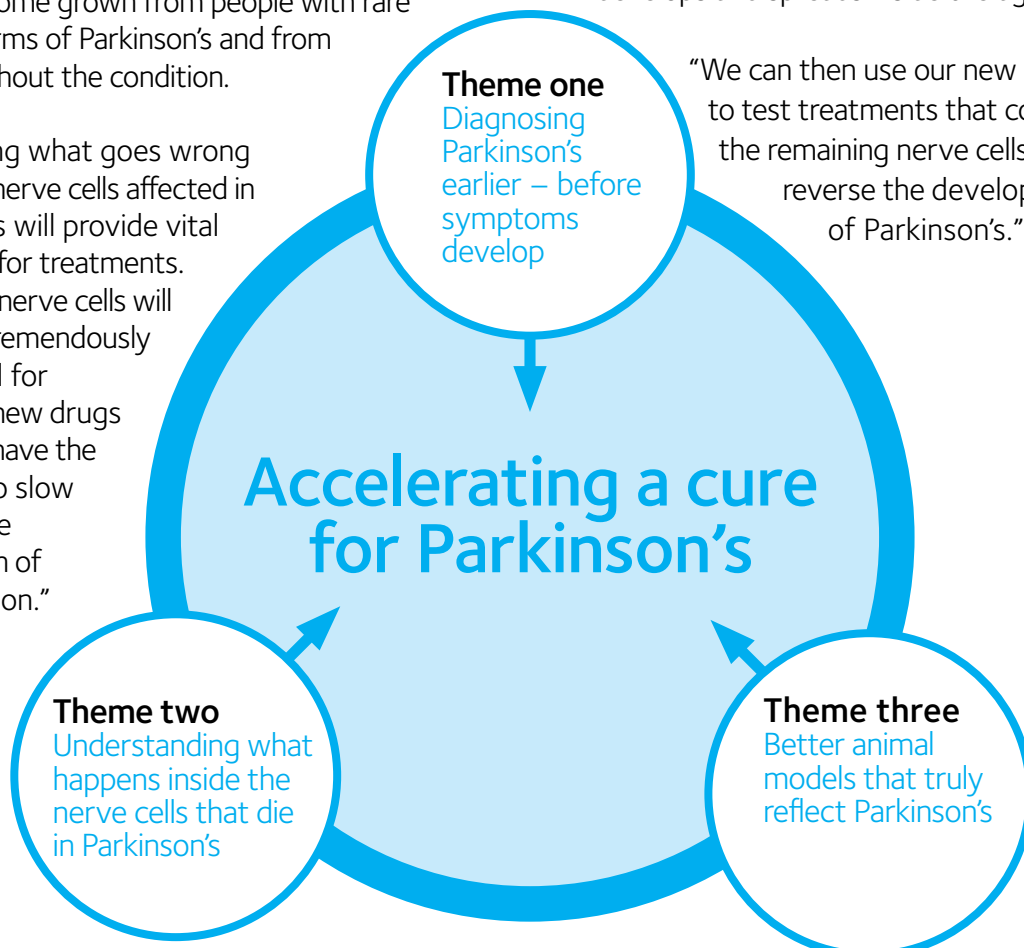 ome grown from people with rare
rms of Parkinson's and from
hout the condition.
ng what goes wrong
nerve cells affected in
s will provide vital
for treatments.
nerve cells will
remendously
l for
new drugs
have the
o slow
e
n of
on.”
“We can then use our new
to test treatments that co
the remaining nerve cells
reverse the develop
of Parkinson's.”
Theme one
Diagnosing
Parkinson's
earlier – before
symptoms
develop
Accelerating a cure
for Parkinson's
Theme two
Understanding what
happens inside the
nerve cells that die
in Parkinson's
Theme three
Better animal
models that truly
reflect Parkinson's